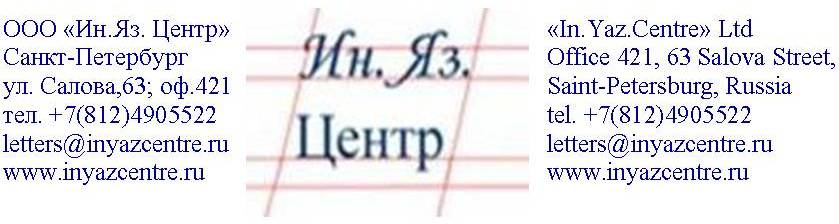 ООО «Ин.Яз. Центр»
Санкт-Петербург
ул. Салова,63; оф.421
тел. +7(812)4905522
letters@inyazcentre.ru
www.inyazcentre.ru
Ин. Яз.
Центр
«In.Yaz.Centre» Ltd
Office 421, 63 Salova Street,
Saint-Petersburg, Russia
tel. +7(812)4905522
letters@inyazcentre.ru
www.inyazcentre.ru